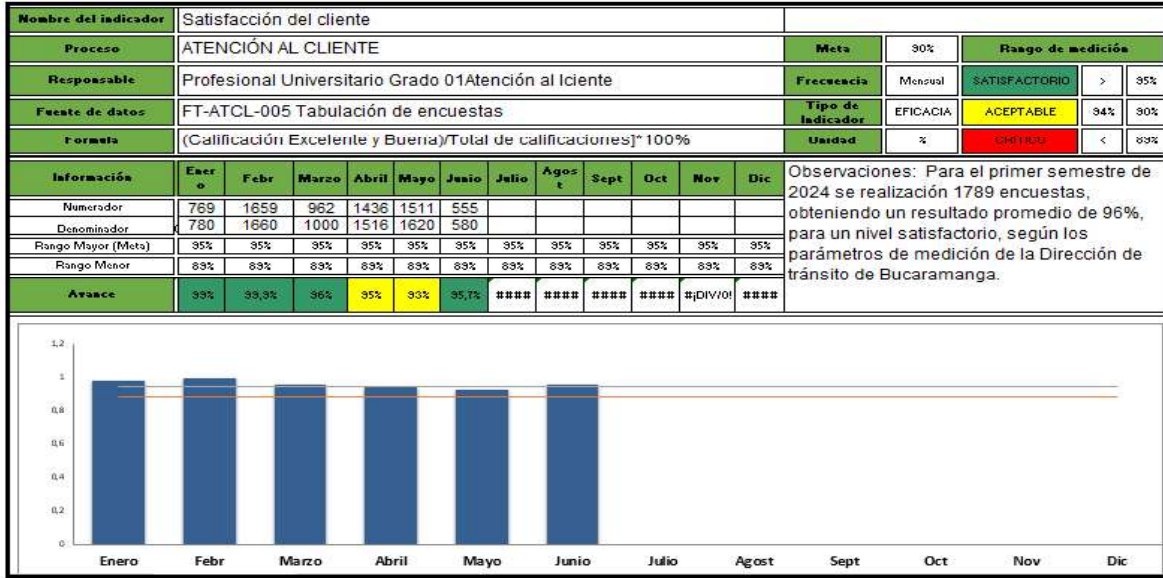 Nombre del indicador Satisfacción del cliente
Proceso ATENCIÓN AL CLIENTE Meta 90% Rango de medición
Responsable Profesional Universitario Grado 01Atención al lciente Frecuencia Mensual SATISFACTORIO > 95%
Fuente de datos FT-ATCL-005 Tabulación de encuestas Tipo de Indicador EFICACIA ACEPTABLE 94% 90%
Formula (Calificación Excelente y Buena)/Total de calificaciones]*100% Unidad % CRITICO < 89%
Información Enero Febr Marzo Abril Mayo Junio Julio Agost Sept Oct Nov Dic
Numerador 769 1659 962 1436 1511 555
Denominador 780 1660 1000 1516 1620 580
Rango Mayor (Meta) 95% 95% 95% 95% 95% 95% 95% 95% 95% 95% 95% 95%
Rango Menor 89% 89% 89% 89% 89% 89% 89% 89% 89% 89% 89% 89%
Avance 99% 99,9% 96% 95% 93% 95,7% #### #### #### #### #¡DIV/0! ####
Observaciones: Para el primer semestre de
2024 se realización 1789 encuestas,
obteniendo un resultado promedio de 96%,
para un nivel satisfactorio, según los
parámetros de medición de la Dirección de
tránsito de Bucaramanga.
1,2
1
0,8
0,6
0,4
0,2
0
Enero Febr Marzo Abril Mayo Junio Julio Agost Sept Oct Nov Dic